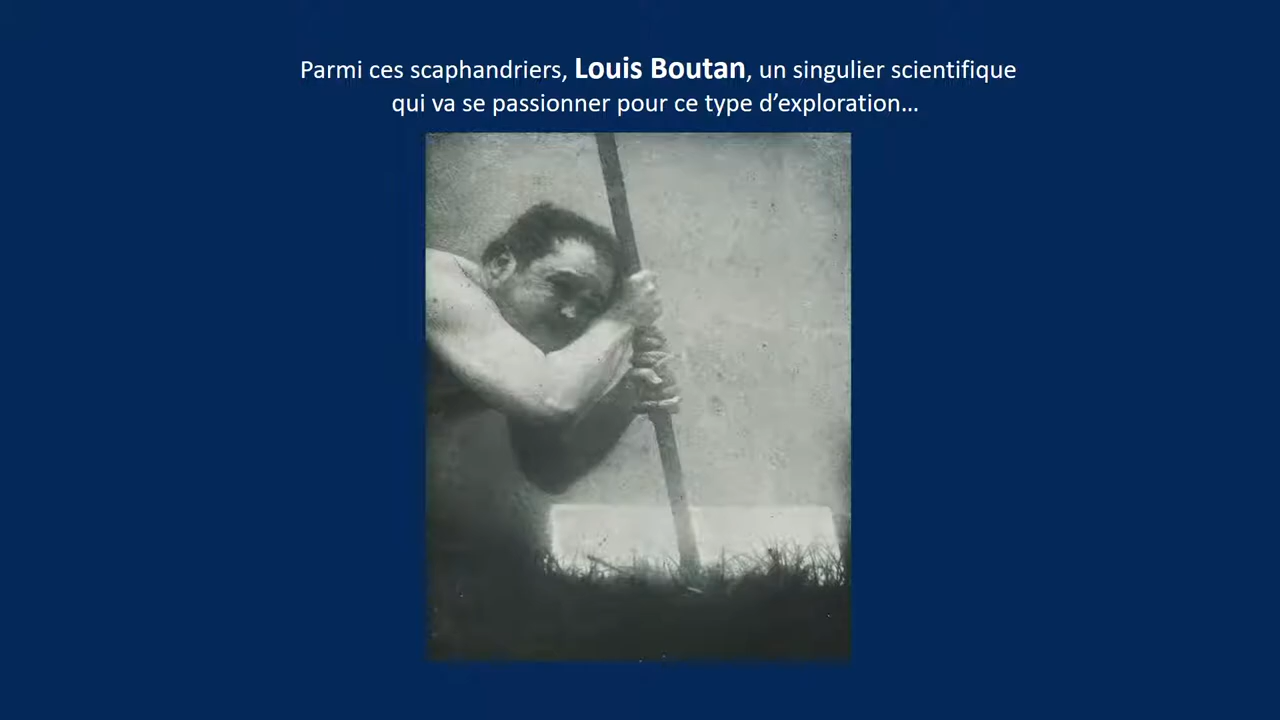 Parmi ces scaphandriers, Louis Boutan, un singulier scientifique
qui va se passionner pour ce type d’exploration…